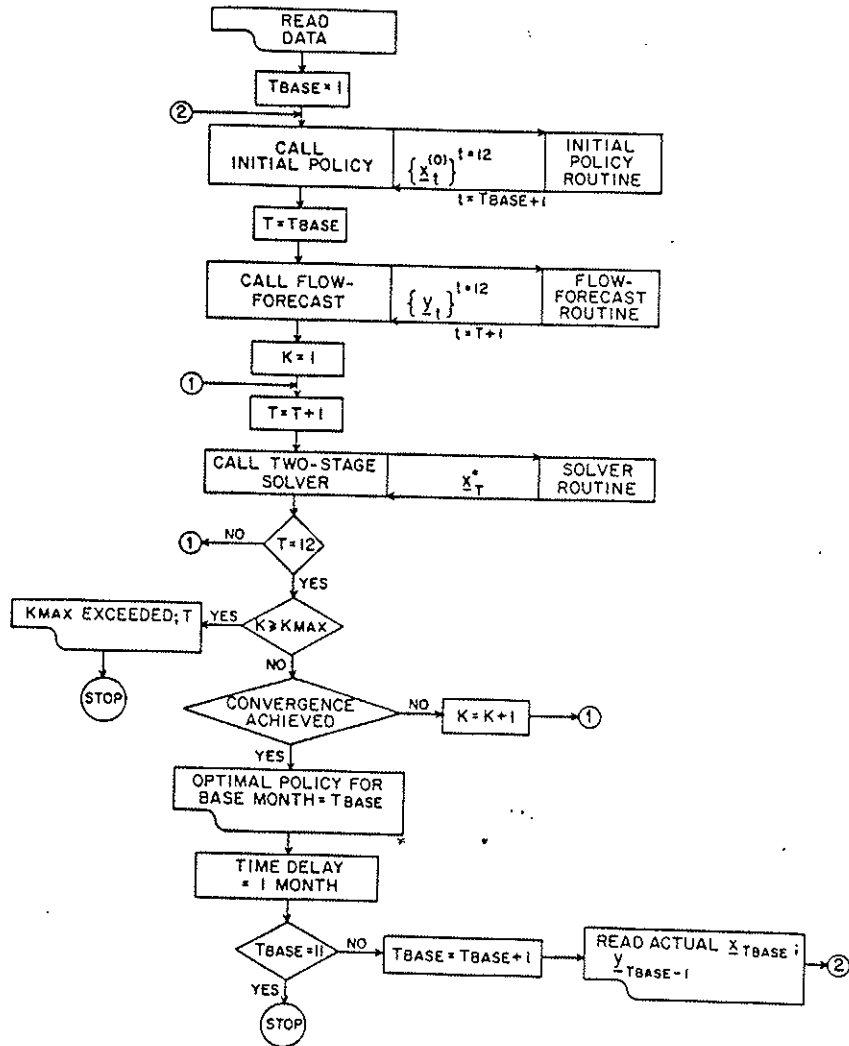 READ
DATA
TBASE = 1
2
CALL
INITIAL POLICY
{x_t^(0)}^t=12
t=TBASE+1
INITIAL
POLICY
ROUTINE
T=TBASE
CALL FLOW-
FORECAST
{y_t}^t=12
t=T+1
FLOW-
FORECAST
ROUTINE
K=1
1
T=T+1
CALL TWO-STAGE
SOLVER
x_T^*
SOLVER
ROUTINE
1
NO
T=12
YES
KMAX EXCEEDED; T
YES
K≥KMAX
STOP
NO
CONVERGENCE
ACHIEVED
NO
K=K+1
1
YES
OPTIMAL POLICY FOR
BASE MONTH=TBASE
TIME DELAY
= 1 MONTH
TBASE=11
NO
TBASE=TBASE+1
READ ACTUAL x_TBASE ;
y_TBASE-1
2
YES
STOP